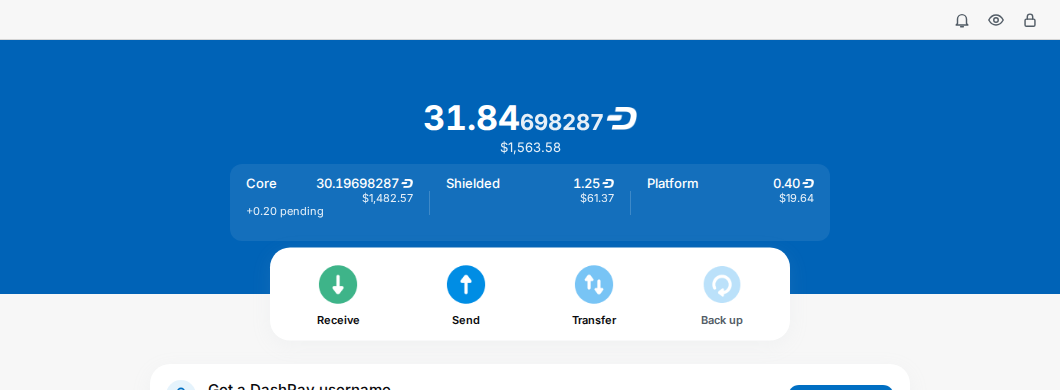 31.84698287
$1,563.58
Core 30.19698287
$1,482.57
+0.20 pending
Shielded 1.25
$61.37
Platform 0.40
$19.64
Receive
Send
Transfer
Back up
Get a DashPay username